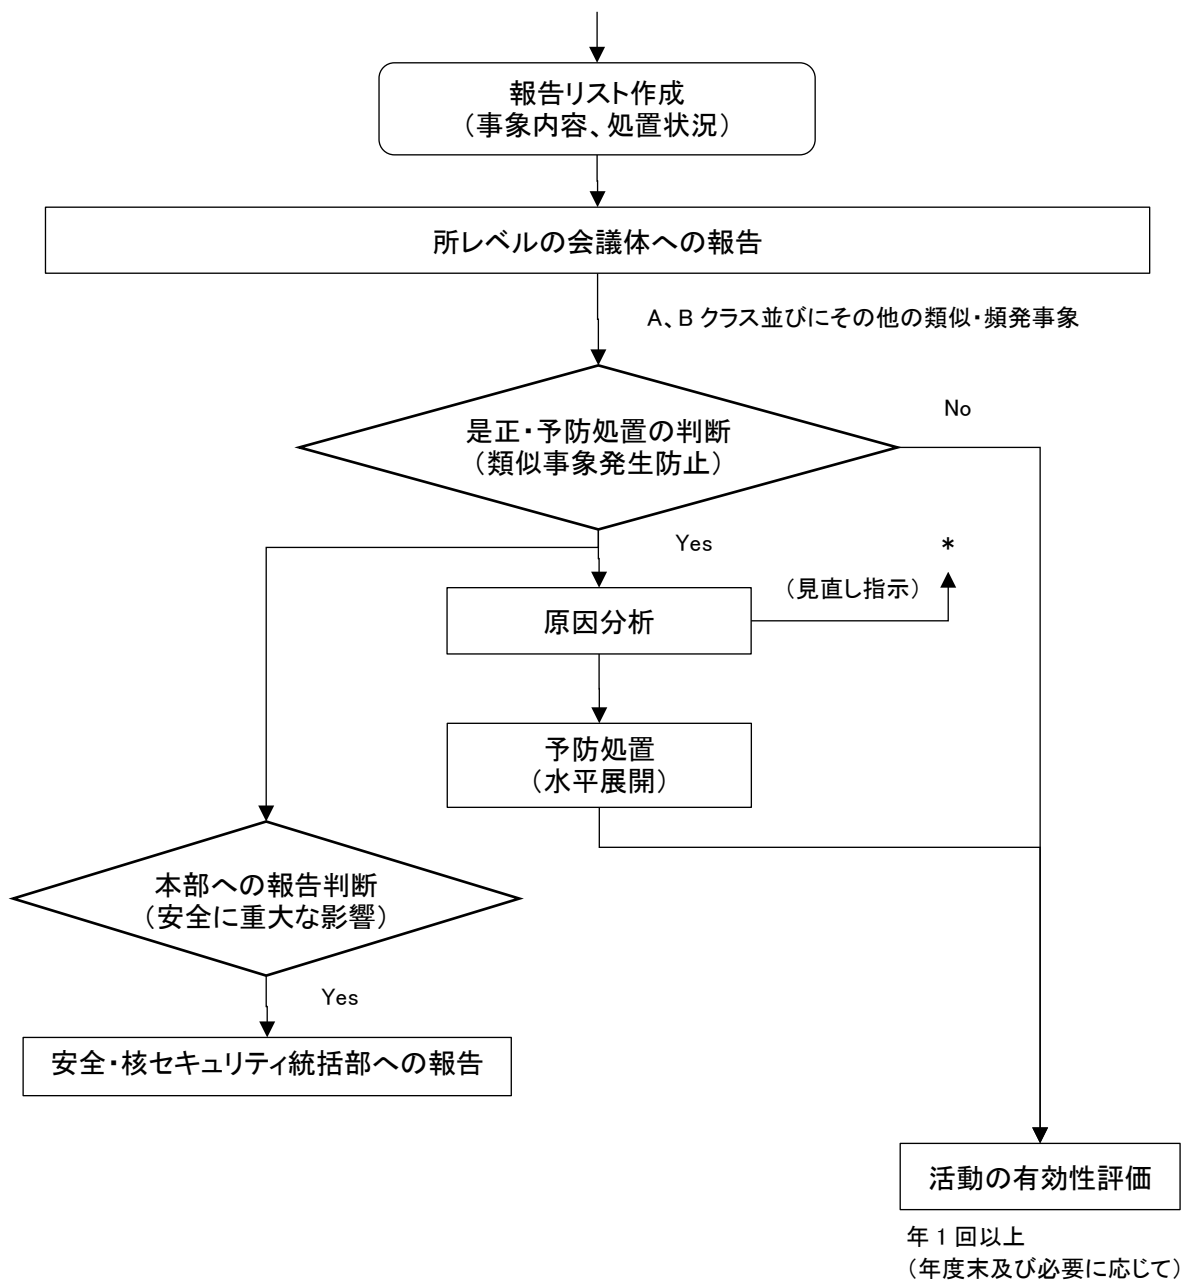 報告リスト作成
（事象内容、処置状況）
所レベルの会議体への報告
A、B クラス並びにその他の類似・頻発事象
是正・予防処置の判断
（類似事象発生防止）
No
Yes
*
（見直し指示）
原因分析
予防処置
（水平展開）
本部への報告判断
（安全に重大な影響）
Yes
安全・核セキュリティ統括部への報告
活動の有効性評価
年 1 回以上
（年度末及び必要に応じて）